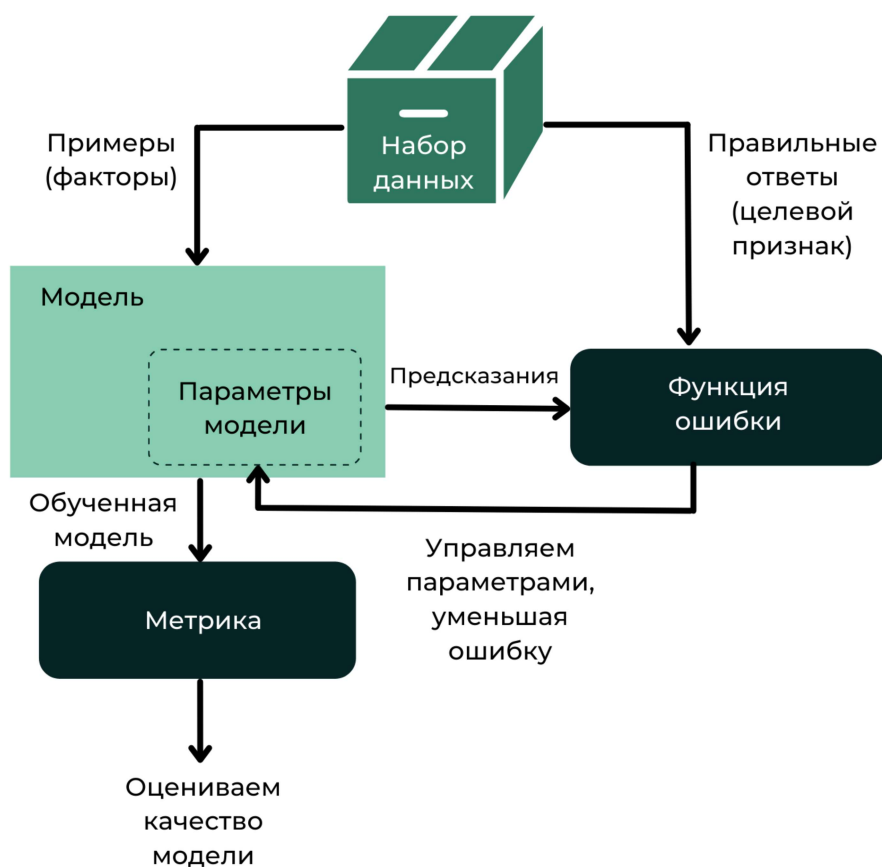 Набор
данных
Примеры
(факторы)
Правильные
ответы
(целевой
признак)
Модель
Параметры
модели
Предсказания
Функция
ошибки
Обученная
модель
Управляем
параметрами,
уменьшая
ошибку
Метрика
Оцениваем
качество
модели